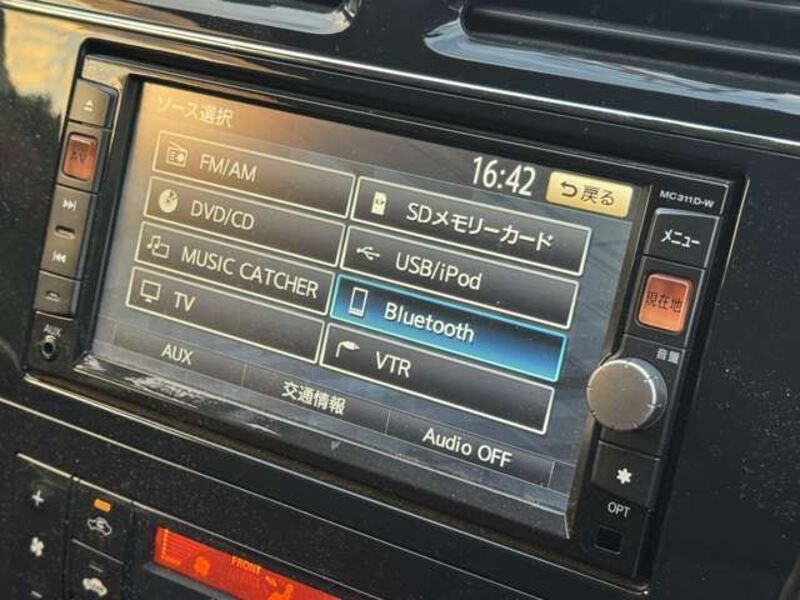 ソース選択
16:42
戻る
MC311D-W
FM/AM
SDメモリーカード
DVD/CD
USB/iPod
MUSIC CATCHER
Bluetooth
TV
VTR
AUX
交通情報
Audio OFF
AV
AUX
メニュー
現在地
音量
OPT
FRONT